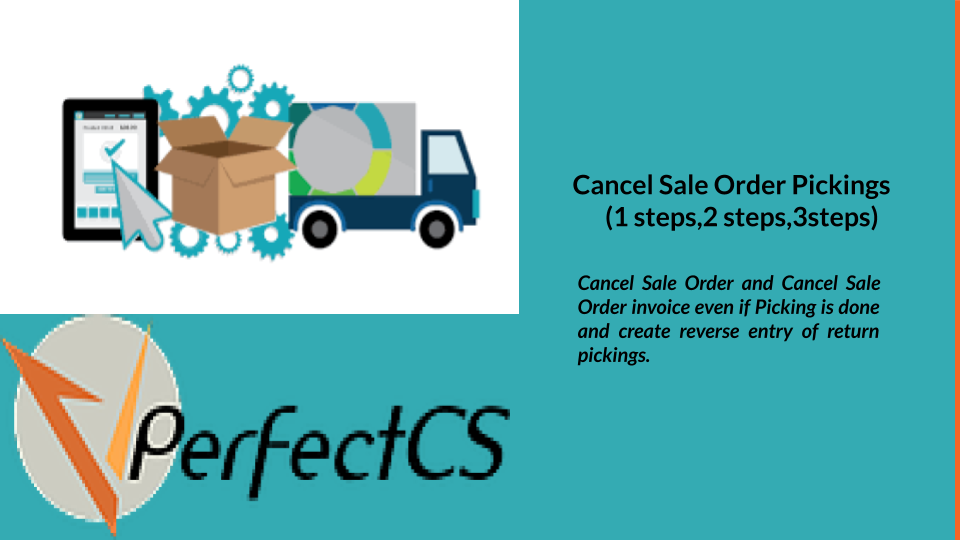 Cancel Sale Order Pickings
(1 steps,2 steps,3steps)
Cancel Sale Order and Cancel Sale
Order invoice even if Picking is done
and create reverse entry of return
pickings.
PerfectCS